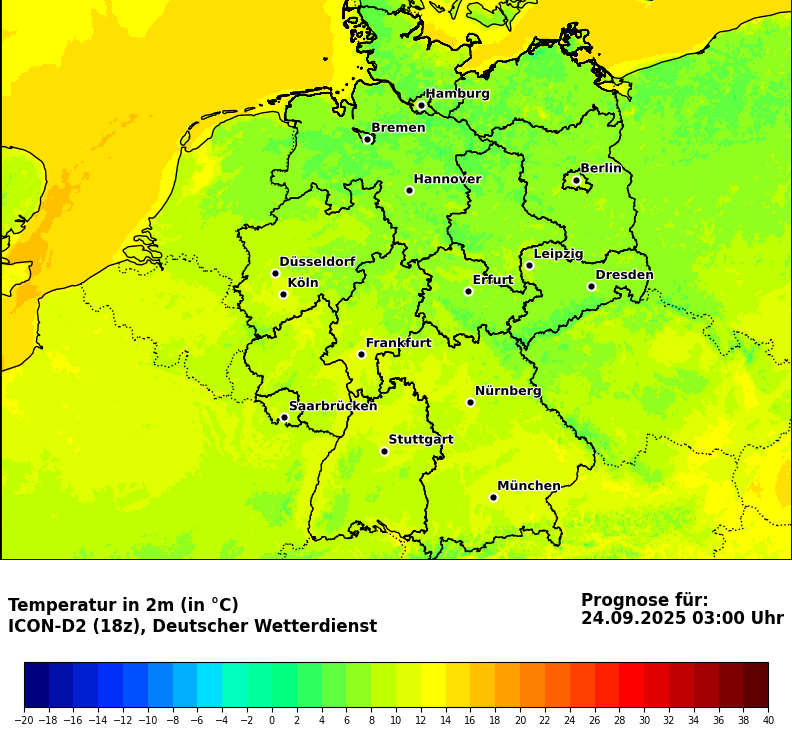 Hamburg
Bremen
Berlin
Hannover
Leipzig
Düsseldorf
Dresden
Köln
Erfurt
Frankfurt
Nürnberg
Saarbrücken
Stuttgart
München
Temperatur in 2m (in °C)
ICON-D2 (18z), Deutscher Wetterdienst
Prognose für:
24.09.2025 03:00 Uhr
−20 −18 −16 −14 −12 −10 −8 −6 −4 −2 0 2 4 6 8 10 12 14 16 18 20 22 24 26 28 30 32 34 36 38 40